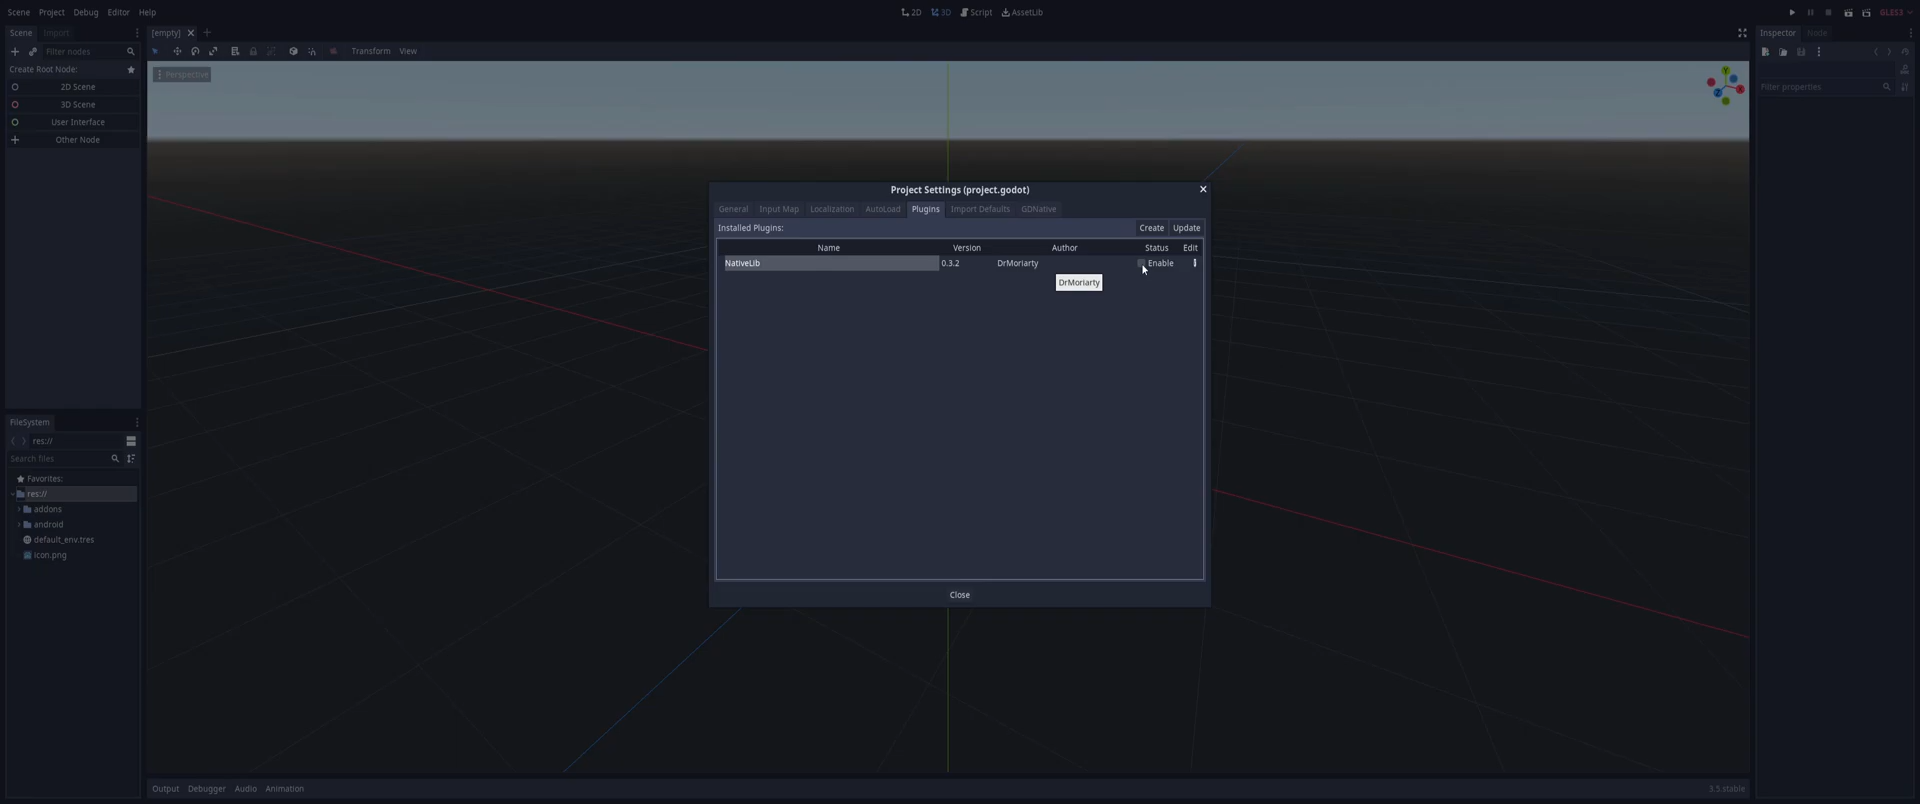 Scene Project Debug Editor Help
2D 3D Script AssetLib
GLES3
Scene Import
[empty]
Inspector Node
Filter nodes
Transform View
Create Root Node:
Perspective
Y
X
Z
Filter properties
2D Scene
3D Scene
User Interface
Other Node
Project Settings (project.godot)
General Input Map Localization AutoLoad Plugins Import Defaults GDNative
Installed Plugins: Create Update
Name Version Author Status Edit
NativeLib 0.3.2 DrMoriarty Enable
DrMoriarty
Close
FileSystem
res://
Search files
Favorites:
res://
addons
android
default_env.tres
icon.png
Output Debugger Audio Animation
3.5.stable